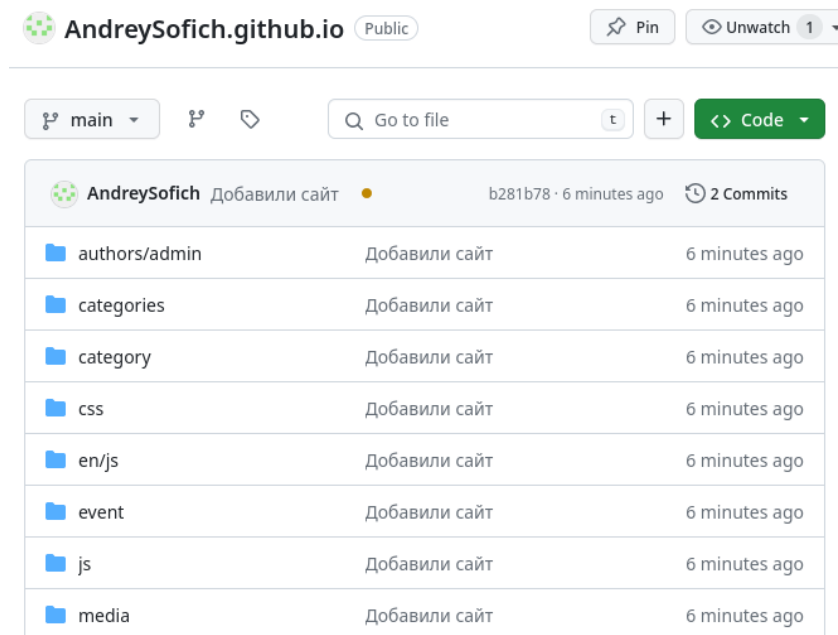 AndreySofich.github.io Public Pin Unwatch 1
main Go to file t + <> Code
AndreySofich Добавили сайт b281b78 · 6 minutes ago 2 Commits
authors/admin Добавили сайт 6 minutes ago
categories Добавили сайт 6 minutes ago
category Добавили сайт 6 minutes ago
css Добавили сайт 6 minutes ago
en/js Добавили сайт 6 minutes ago
event Добавили сайт 6 minutes ago
js Добавили сайт 6 minutes ago
media Добавили сайт 6 minutes ago